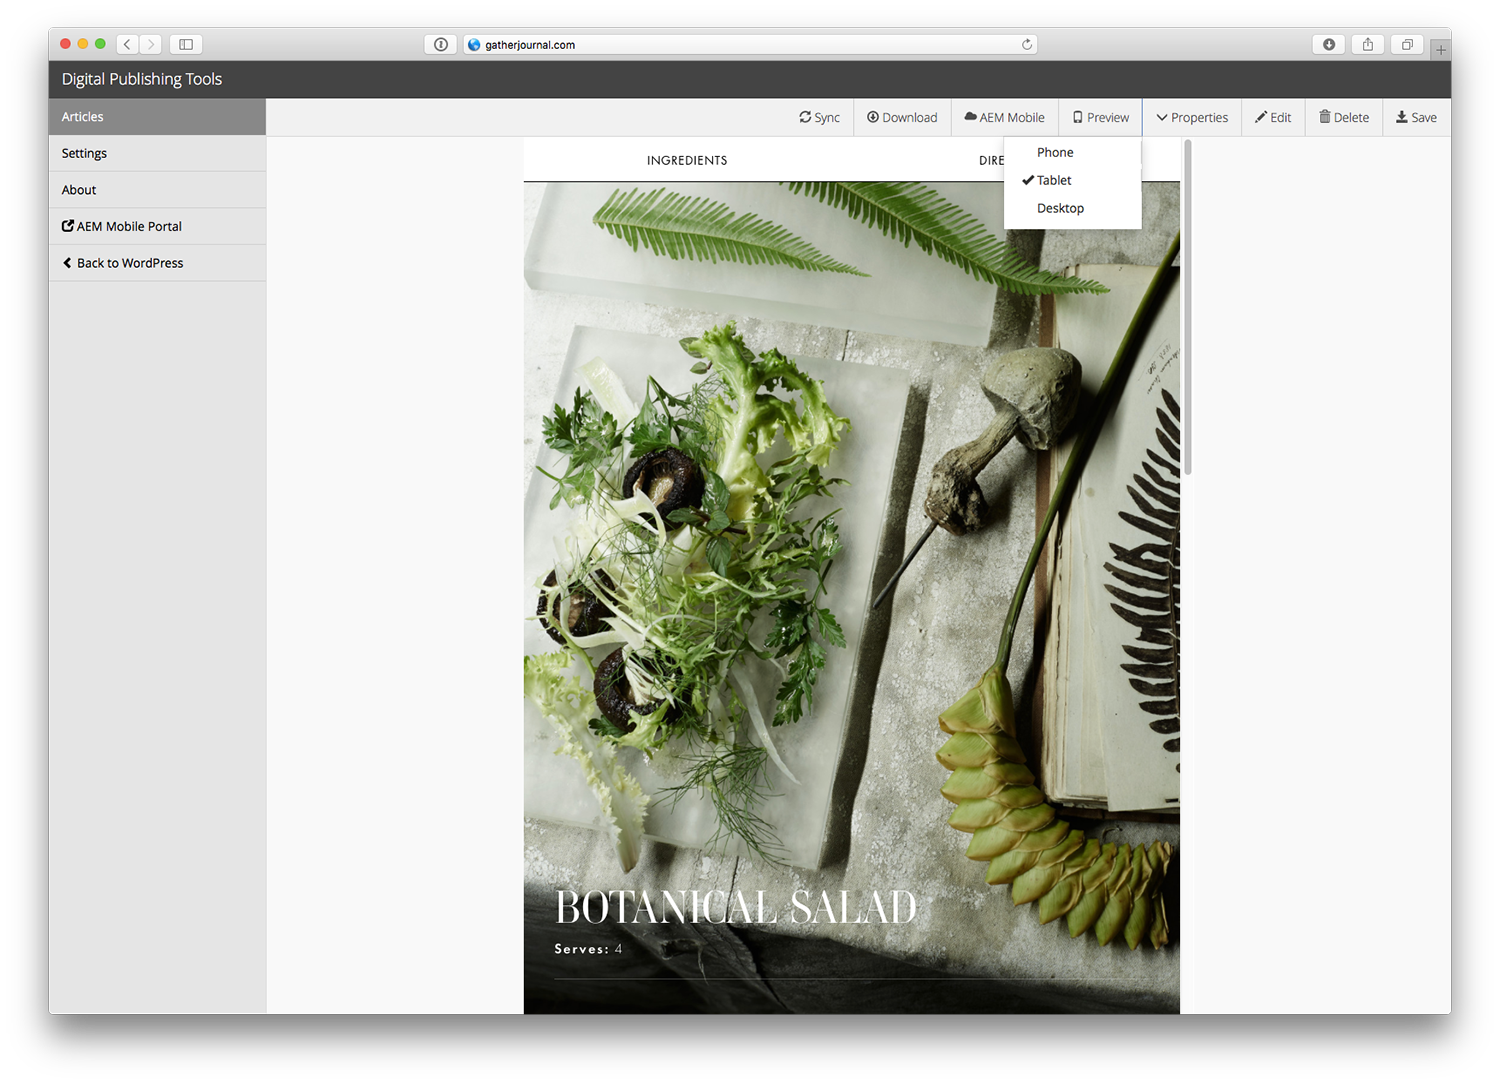 gatherjournal.com
Digital Publishing Tools
Articles
Settings
About
AEM Mobile Portal
Back to WordPress
Sync Download AEM Mobile Preview Properties Edit Delete Save
Phone
Tablet
Desktop
INGREDIENTS DIRE
BOTANICAL SALAD
Serves: 4